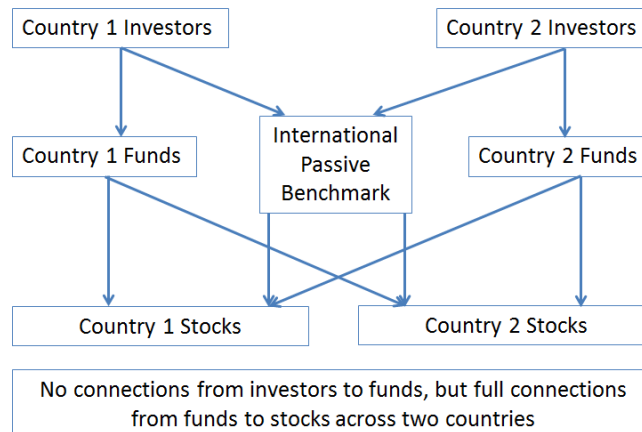 Country 1 Investors
Country 2 Investors
Country 1 Funds
International
Passive
Benchmark
Country 2 Funds
Country 1 Stocks
Country 2 Stocks
No connections from investors to funds, but full connections
from funds to stocks across two countries